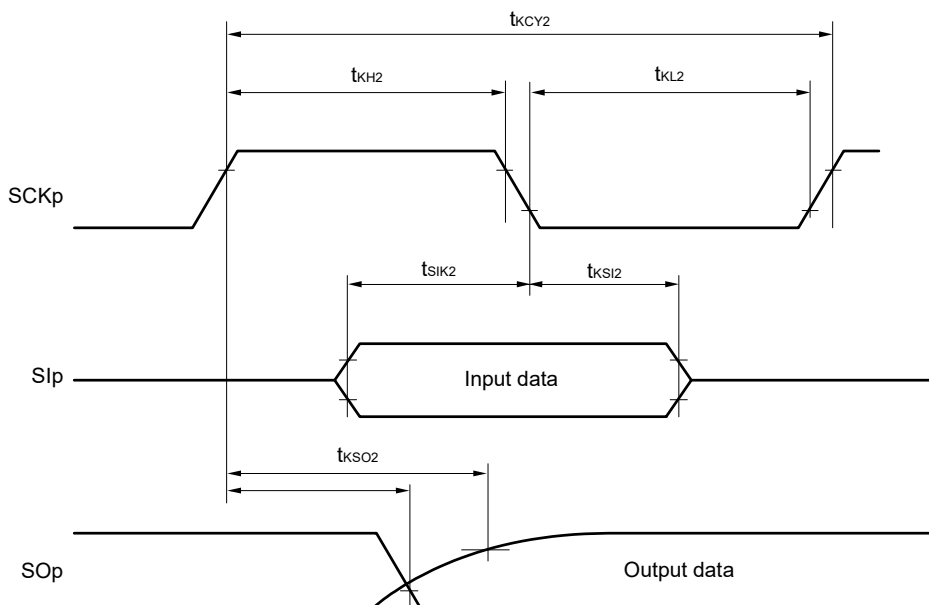 tKCY2
tKH2
tKL2
SCKp
tSIK2
tKSI2
SIp
Input data
tKSO2
SOp
Output data